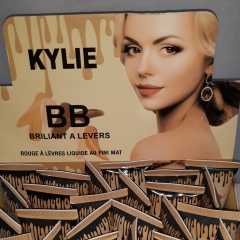 KYLIE
BB
BRILIANT A LEVERS
ROUGE À LÈVRES LIQUIDE AU FINI MAT